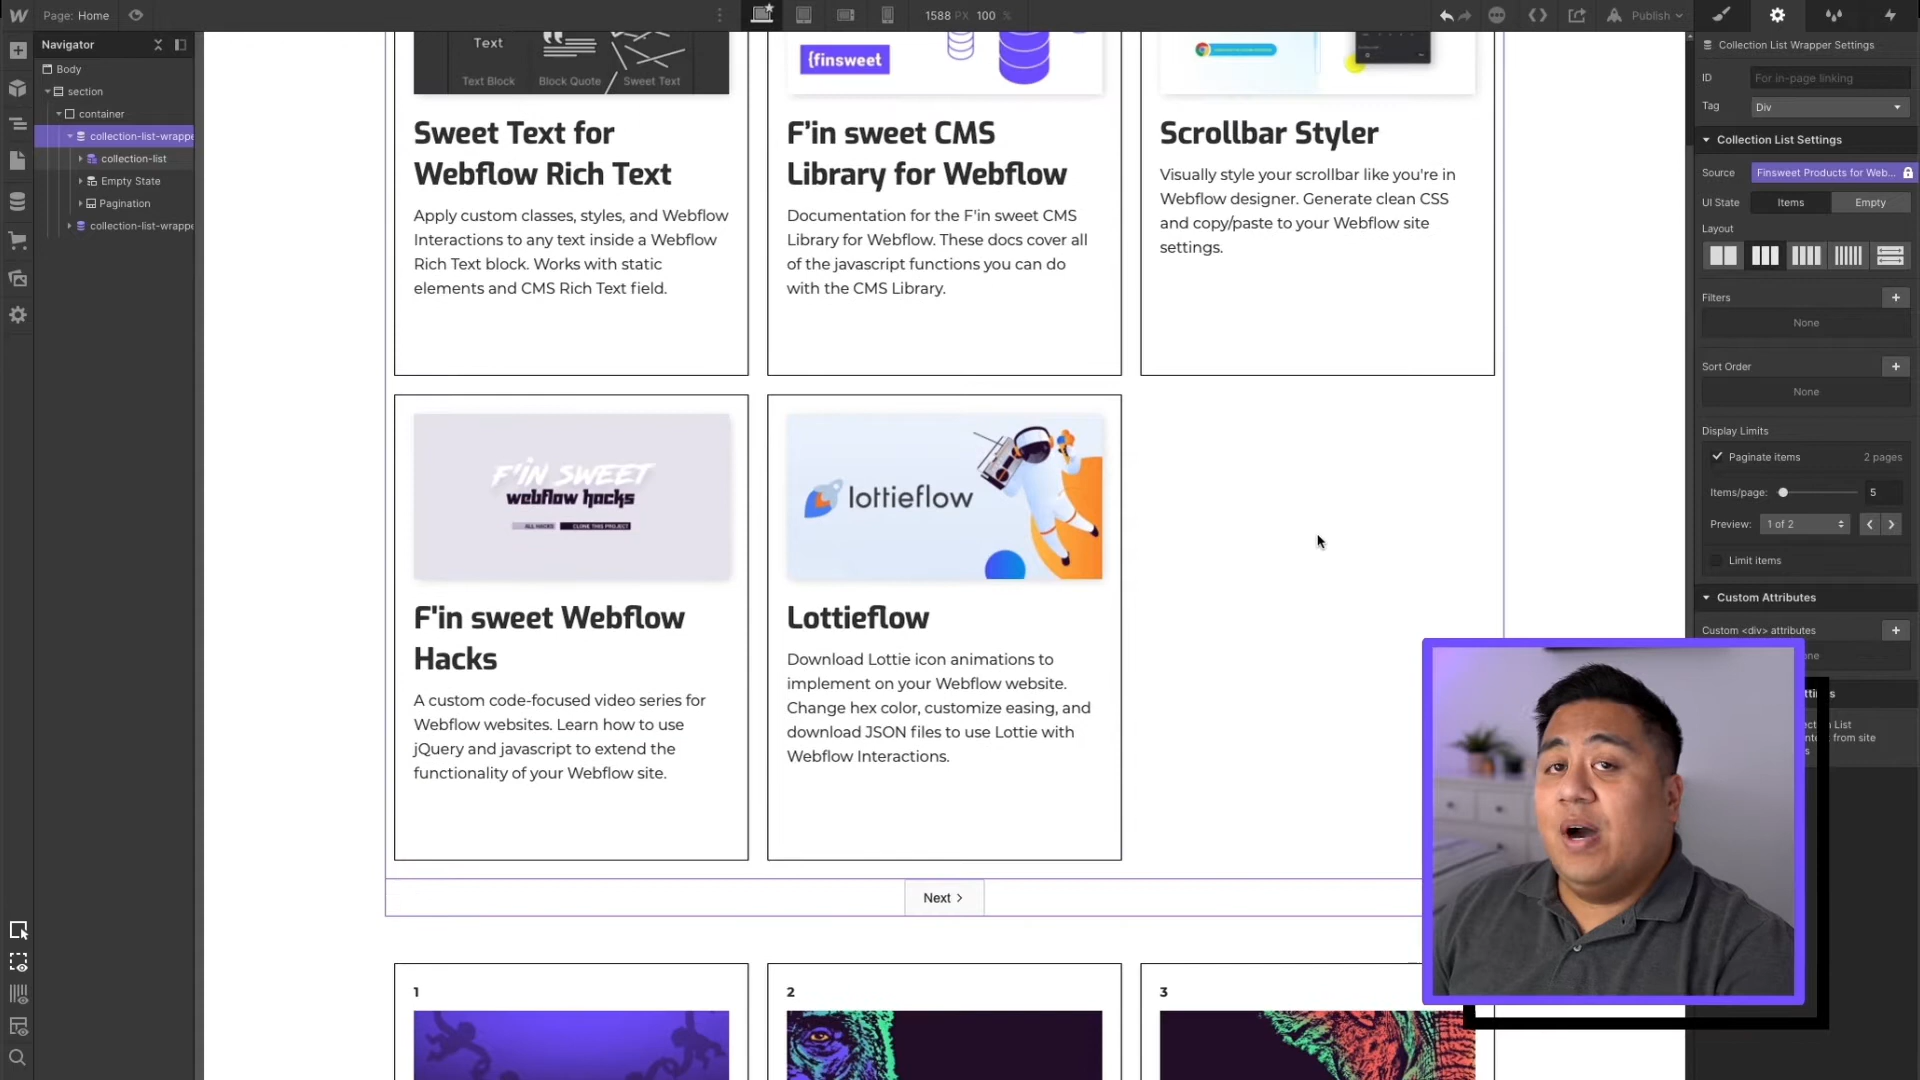 Page: Home
1588 PX 100 %
Publish
Navigator
Body
section
container
collection-list-wrappe
collection-list
Empty State
Pagination
collection-list-wrappe
Text
Text Block
Block Quote
Sweet Text
{finsweet
Sweet Text for
Webflow Rich Text
Apply custom classes, styles, and Webflow
Interactions to any text inside a Webflow
Rich Text block. Works with static
elements and CMS Rich Text field.
F’in sweet CMS
Library for Webflow
Documentation for the F'in sweet CMS
Library for Webflow. These docs cover all
of the javascript functions you can do
with the CMS Library.
Scrollbar Styler
Visually style your scrollbar like you're in
Webflow designer. Generate clean CSS
and copy/paste to your Webflow site
settings.
F'IN SWEET
webflow hacks
ALL HACKS
CLONE THIS PROJECT
F'in sweet Webflow
Hacks
A custom code-focused video series for
Webflow websites. Learn how to use
jQuery and javascript to extend the
functionality of your Webflow site.
lottieflow
Lottieflow
Download Lottie icon animations to
implement on your Webflow website.
Change hex color, customize easing, and
download JSON files to use Lottie with
Webflow Interactions.
Next
1
2
3
Collection List Wrapper Settings
ID
For in-page linking
Tag
Div
Collection List Settings
Source
Finsweet Products for Web...
UI State
Items
Empty
Layout
Filters
None
Sort Order
None
Display Limits
Paginate items
2 pages
Items/page:
5
Preview:
1 of 2
Limit items
Custom Attributes
Custom <div> attributes